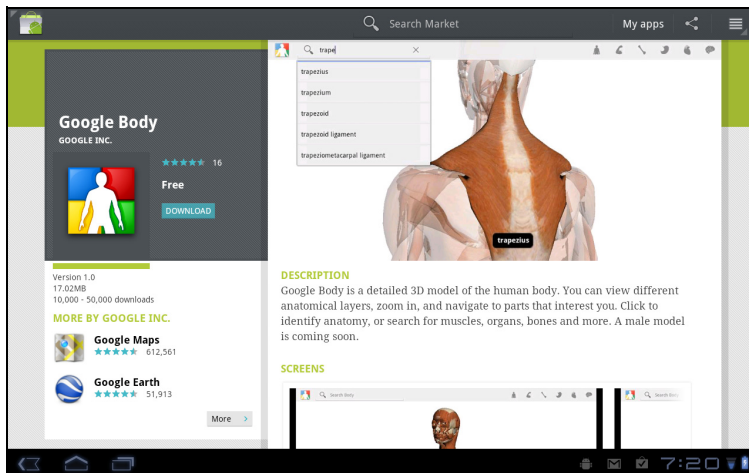 Search Market
My apps
Google Body
GOOGLE INC.
16
Free
DOWNLOAD
Version 1.0
17.02MB
10,000 - 50,000 downloads
MORE BY GOOGLE INC.
Google Maps
612,561
Google Earth
51,913
More
trape
trapezius
trapezium
trapezoid
trapezoid ligament
trapeziometacarpal ligament
trapezius
DESCRIPTION
Google Body is a detailed 3D model of the human body. You can view different
anatomical layers, zoom in, and navigate to parts that interest you. Click to
identify anatomy, or search for muscles, organs, bones and more. A male model
is coming soon.
SCREENS
Search Body
Search Body
7:20